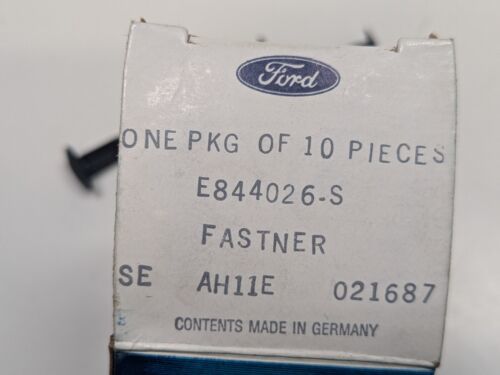 Ford
ONE PKG OF 10 PIECES
E844026-S
FASTNER
SE AH11E 021687
CONTENTS MADE IN GERMANY